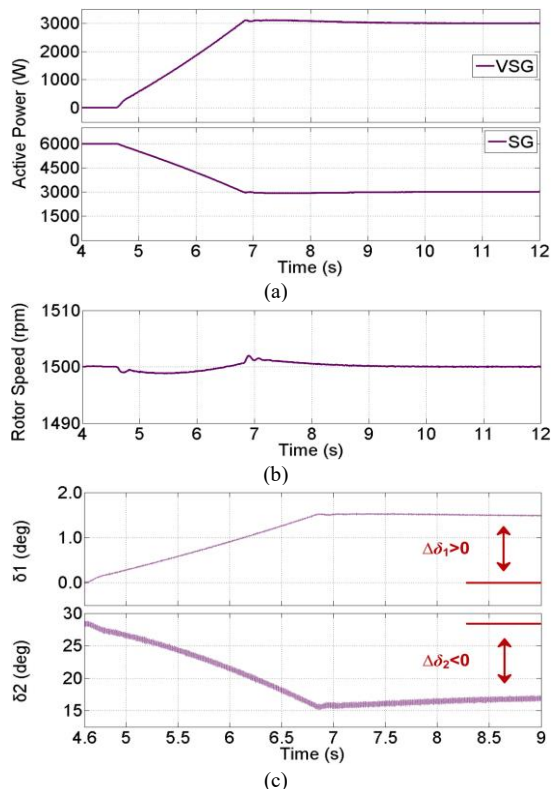 3000
2000
1000
0
VSG
Active Power (W)
6000
4500
3000
1500
0
SG
4 5 6 7 8 9 10 11 12
Time (s)
(a)
1510
1500
1490
Rotor Speed (rpm)
4 5 6 7 8 9 10 11 12
Time (s)
(b)
2.0
1.0
0.0
δ1 (deg)
Δδ1>0
30
25
20
15
δ2 (deg)
Δδ2<0
4.6 5 5.5 6 6.5 7 7.5 8 8.5 9
Time (s)
(c)